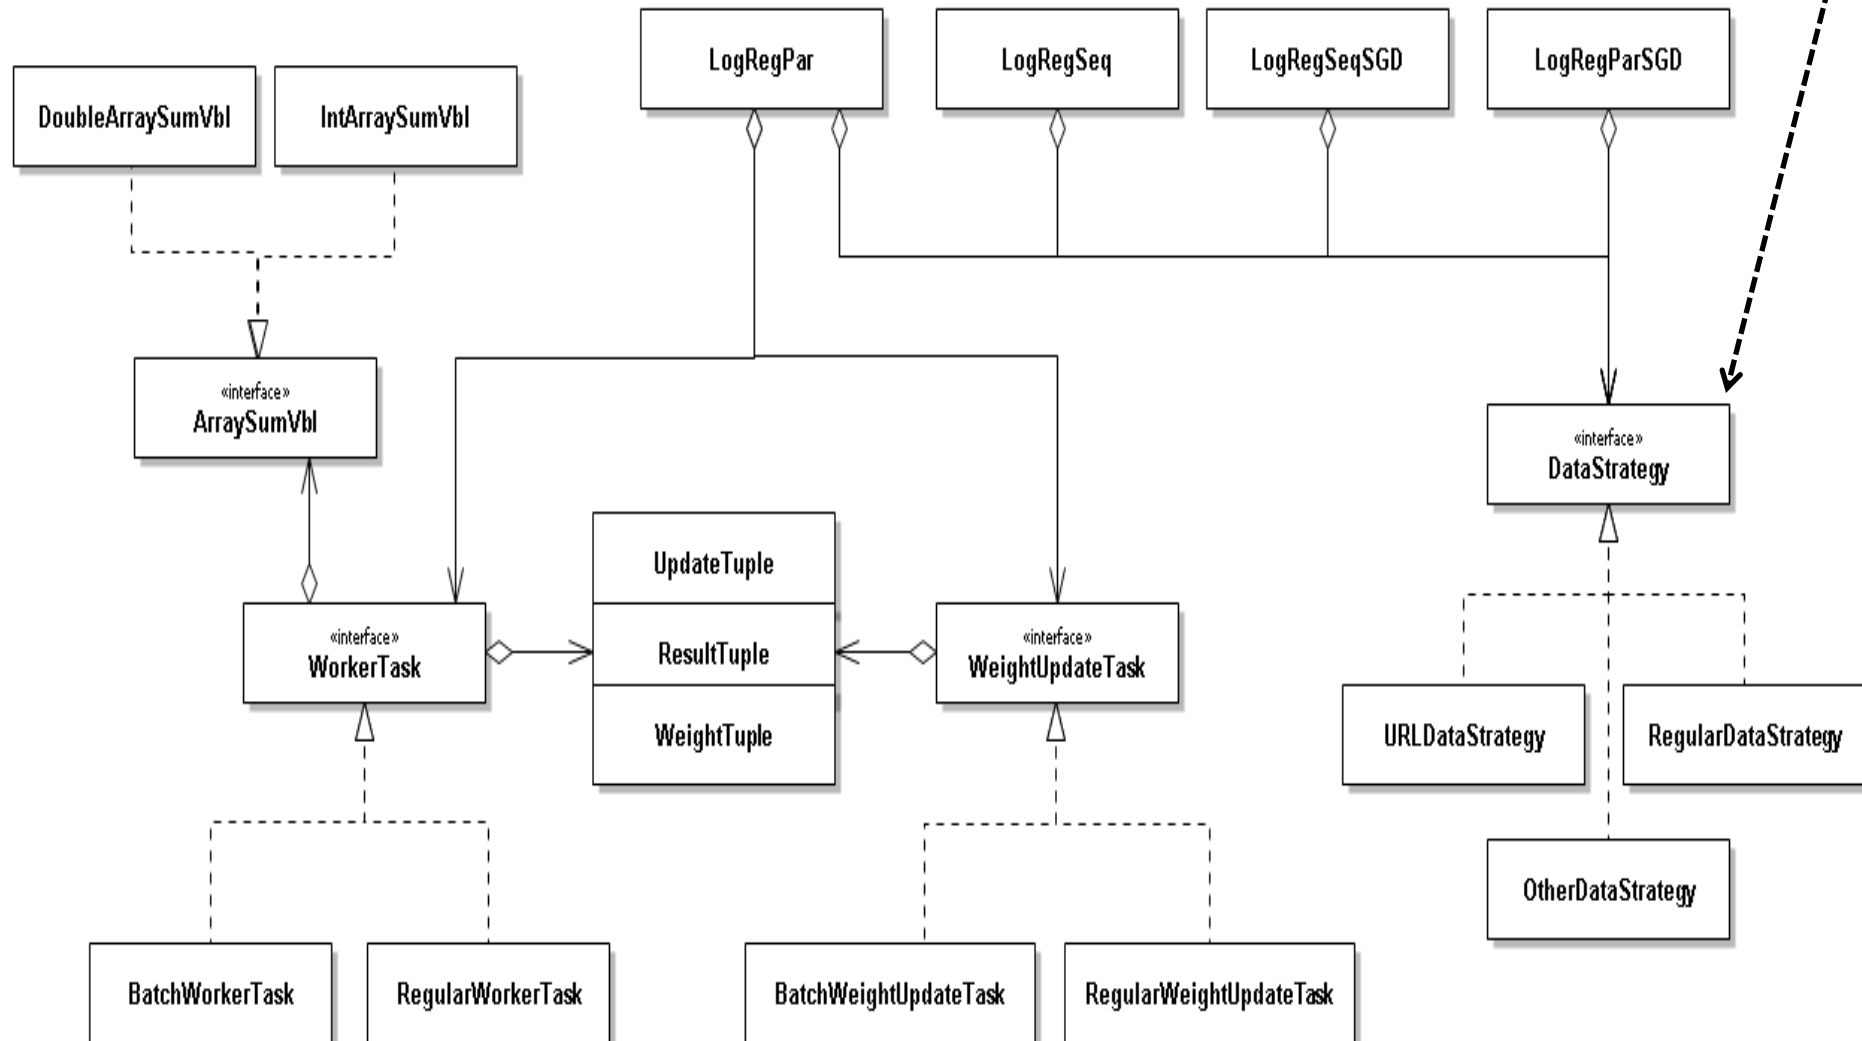 LogRegPar
LogRegSeq
LogRegSeqSGD
LogRegParSGD
DoubleArraySumVbl
IntArraySumVbl
«interface»
ArraySumVbl
«interface»
DataStrategy
UpdateTuple
«interface»
WorkerTask
ResultTuple
«interface»
WeightUpdateTask
WeightTuple
URLDataStrategy
RegularDataStrategy
OtherDataStrategy
BatchWorkerTask
RegularWorkerTask
BatchWeightUpdateTask
RegularWeightUpdateTask